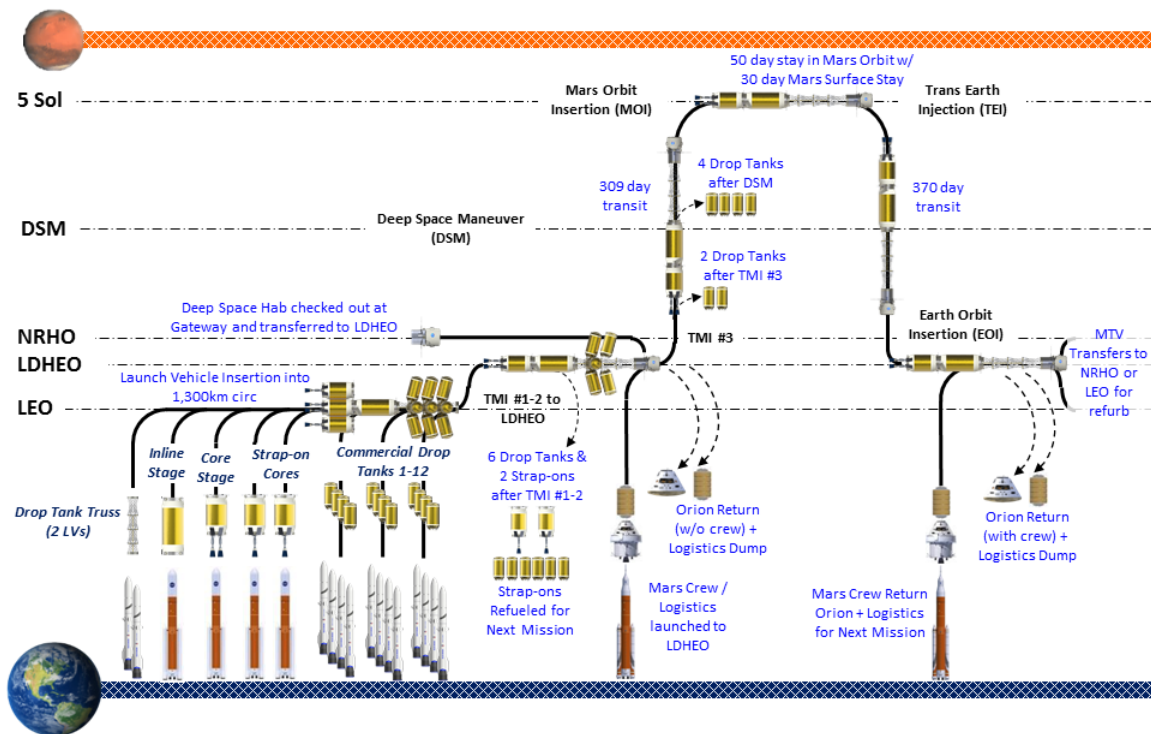 50 day stay in Mars Orbit w/
30 day Mars Surface Stay
5 Sol
Mars Orbit
Insertion (MOI)
Trans Earth
Injection (TEI)
4 Drop Tanks
after DSM
309 day
transit
370 day
transit
DSM
Deep Space Maneuver
(DSM)
2 Drop Tanks
after TMI #3
Deep Space Hab checked out at
Gateway and transferred to LDHEO
NRHO
TMI #3
Earth Orbit
Insertion (EOI)
MTV
Transfers to
NRHO or
LEO for
refurb
LDHEO
Launch Vehicle Insertion into
1,300km circ
LEO
TMI #1-2 to
LDHEO
Inline
Stage
Core
Stage
Strap-on
Cores
Commercial Drop
Tanks 1-12
6 Drop Tanks &
2 Strap-ons
after TMI #1-2
Drop Tank Truss
(2 LVs)
Orion Return
(w/o crew) +
Logistics Dump
Orion Return
(with crew) +
Logistics Dump
Strap-ons
Refueled for
Next Mission
Mars Crew /
Logistics
launched to
LDHEO
Mars Crew Return
Orion + Logistics
for Next Mission